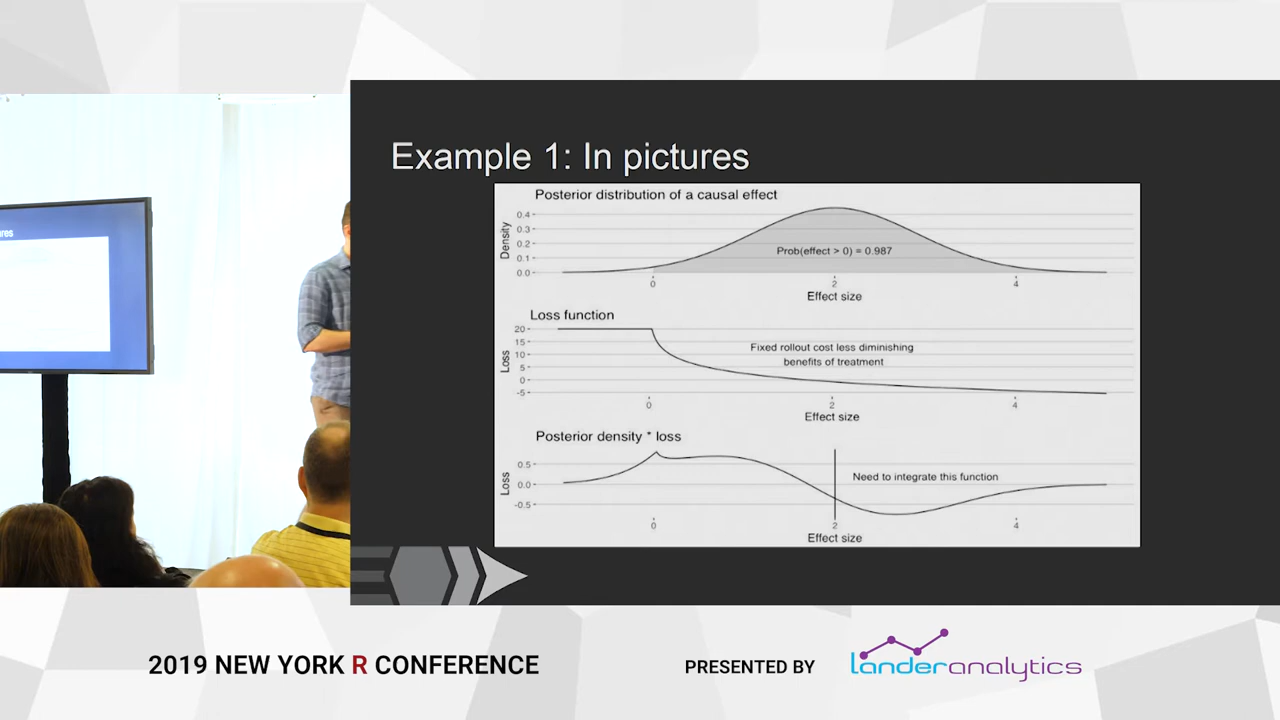 Example 1: In pictures
Posterior distribution of a causal effect
Density
0.4
0.3
0.2
0.1
0.0
Prob(effect > 0) = 0.987
0
2
4
Effect size
Loss function
Loss
20
15
10
5
0
-5
Fixed rollout cost less diminishing
benefits of treatment
0
2
4
Effect size
Posterior density * loss
Loss
0.5
0.0
-0.5
Need to integrate this function
0
2
4
Effect size
ures
2019 NEW YORK R CONFERENCE
PRESENTED BY
landeranalytics